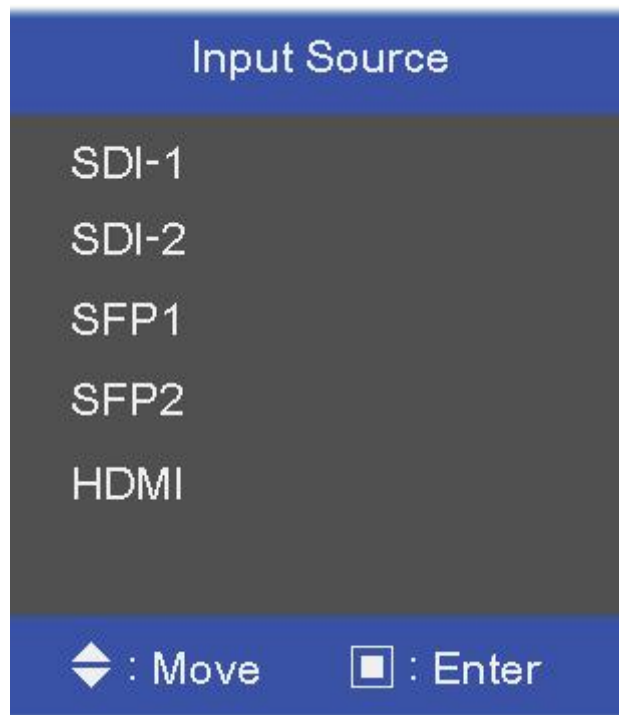 Input Source
SDI-1
SDI-2
SFP1
SFP2
HDMI
: Move : Enter